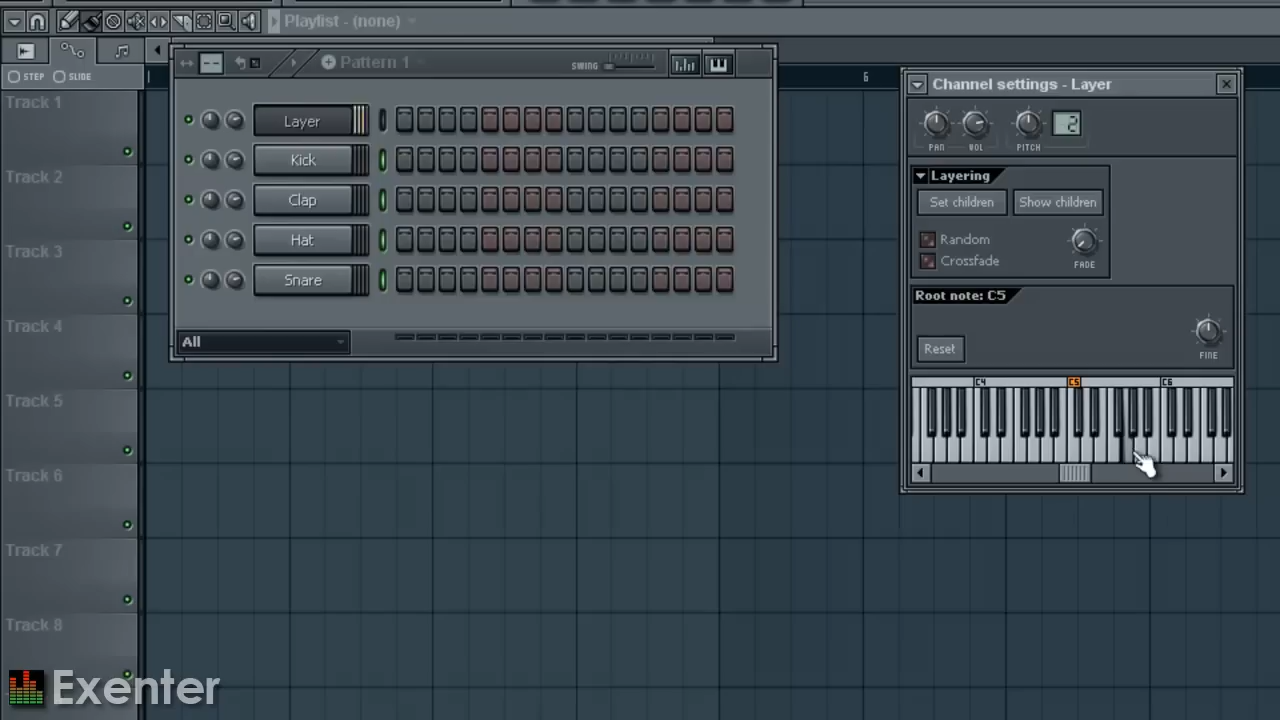 Playlist - (none)
STEP SLIDE
Pattern 1
SWING
6
Track 1
Track 2
Track 3
Track 4
Track 5
Track 6
Track 7
Track 8
Layer
Kick
Clap
Hat
Snare
All
Channel settings - Layer
PAN VOL PITCH 2
Layering
Set children Show children
Random
Crossfade
FADE
Root note: C5
Reset
FINE
C4 C5 C6
Exenter